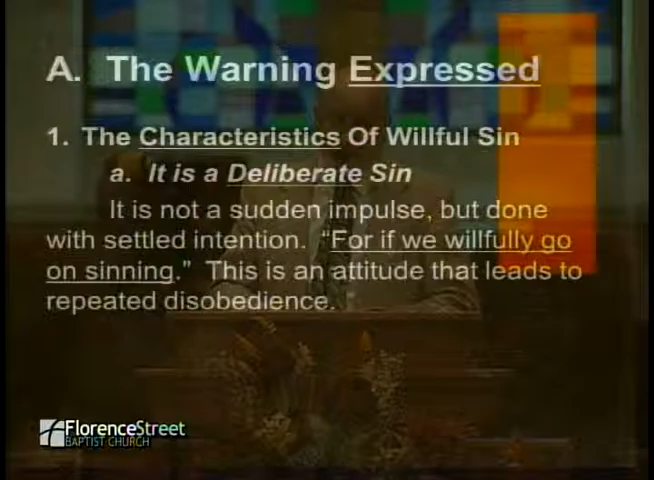 A. The Warning Expressed
1. The Characteristics Of Willful Sin
a. It is a Deliberate Sin
It is not a sudden impulse, but done
with settled intention. “For if we willfully go
on sinning.” This is an attitude that leads to
repeated disobedience.
FlorenceStreet
BAPTIST CHURCH